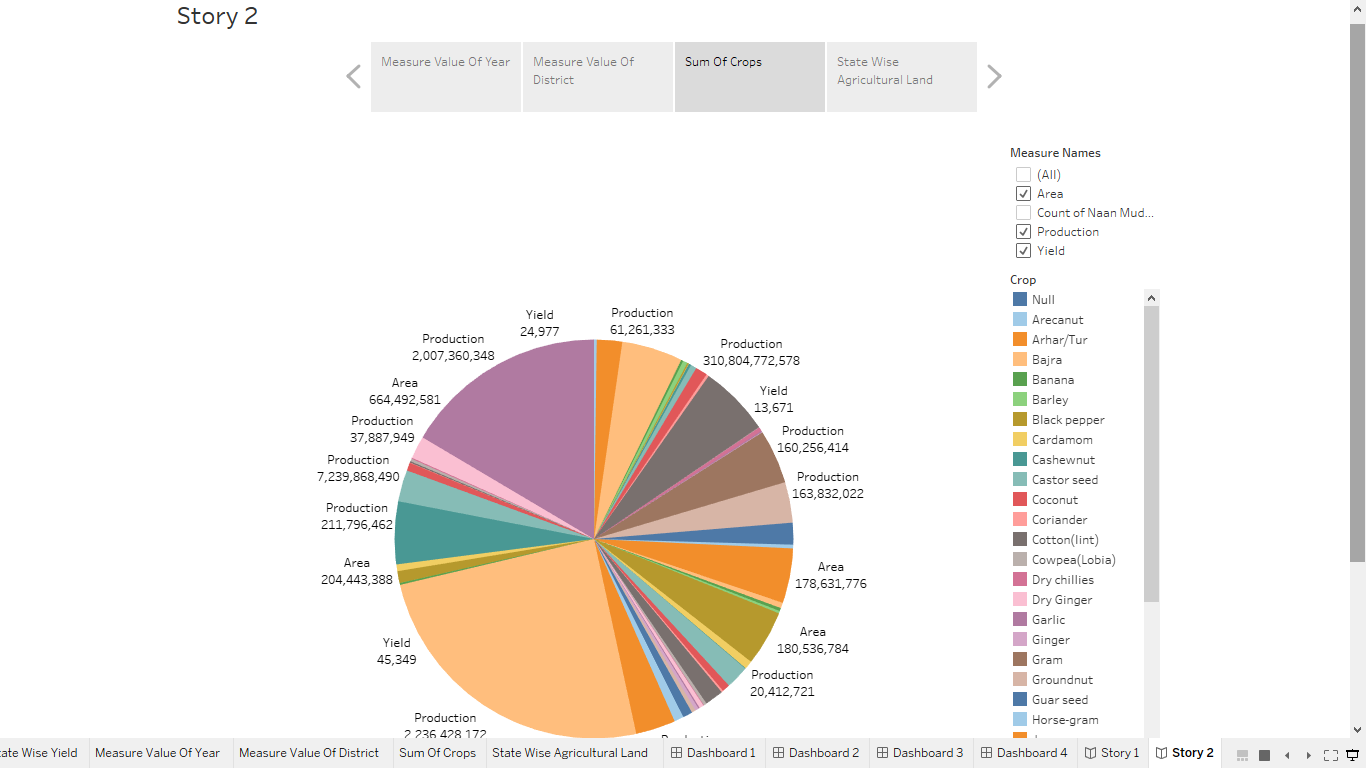 Story 2
Measure Value Of Year
Measure Value Of
District
Sum Of Crops
State Wise
Agricultural Land
Measure Names
(All)
Area
Count of Naan Mud...
Production
Yield
Crop
Null
Arecanut
Arhar/Tur
Bajra
Banana
Barley
Black pepper
Cardamom
Cashewnut
Castor seed
Coconut
Coriander
Cotton(lint)
Cowpea(Lobia)
Dry chillies
Dry Ginger
Garlic
Ginger
Gram
Groundnut
Guar seed
Horse-gram
Yield
24,977
Production
61,261,333
Production
2,007,360,348
Production
310,804,772,578
Area
664,492,581
Yield
13,671
Production
37,887,949
Production
160,256,414
Production
7,239,868,490
Production
163,832,022
Production
211,796,462
Area
204,443,388
Area
178,631,776
Yield
45,349
Area
180,536,784
Production
20,412,721
Production
2,236,428,172
tate Wise Yield
Measure Value Of Year
Measure Value Of District
Sum Of Crops
State Wise Agricultural Land
Dashboard 1
Dashboard 2
Dashboard 3
Dashboard 4
Story 1
Story 2